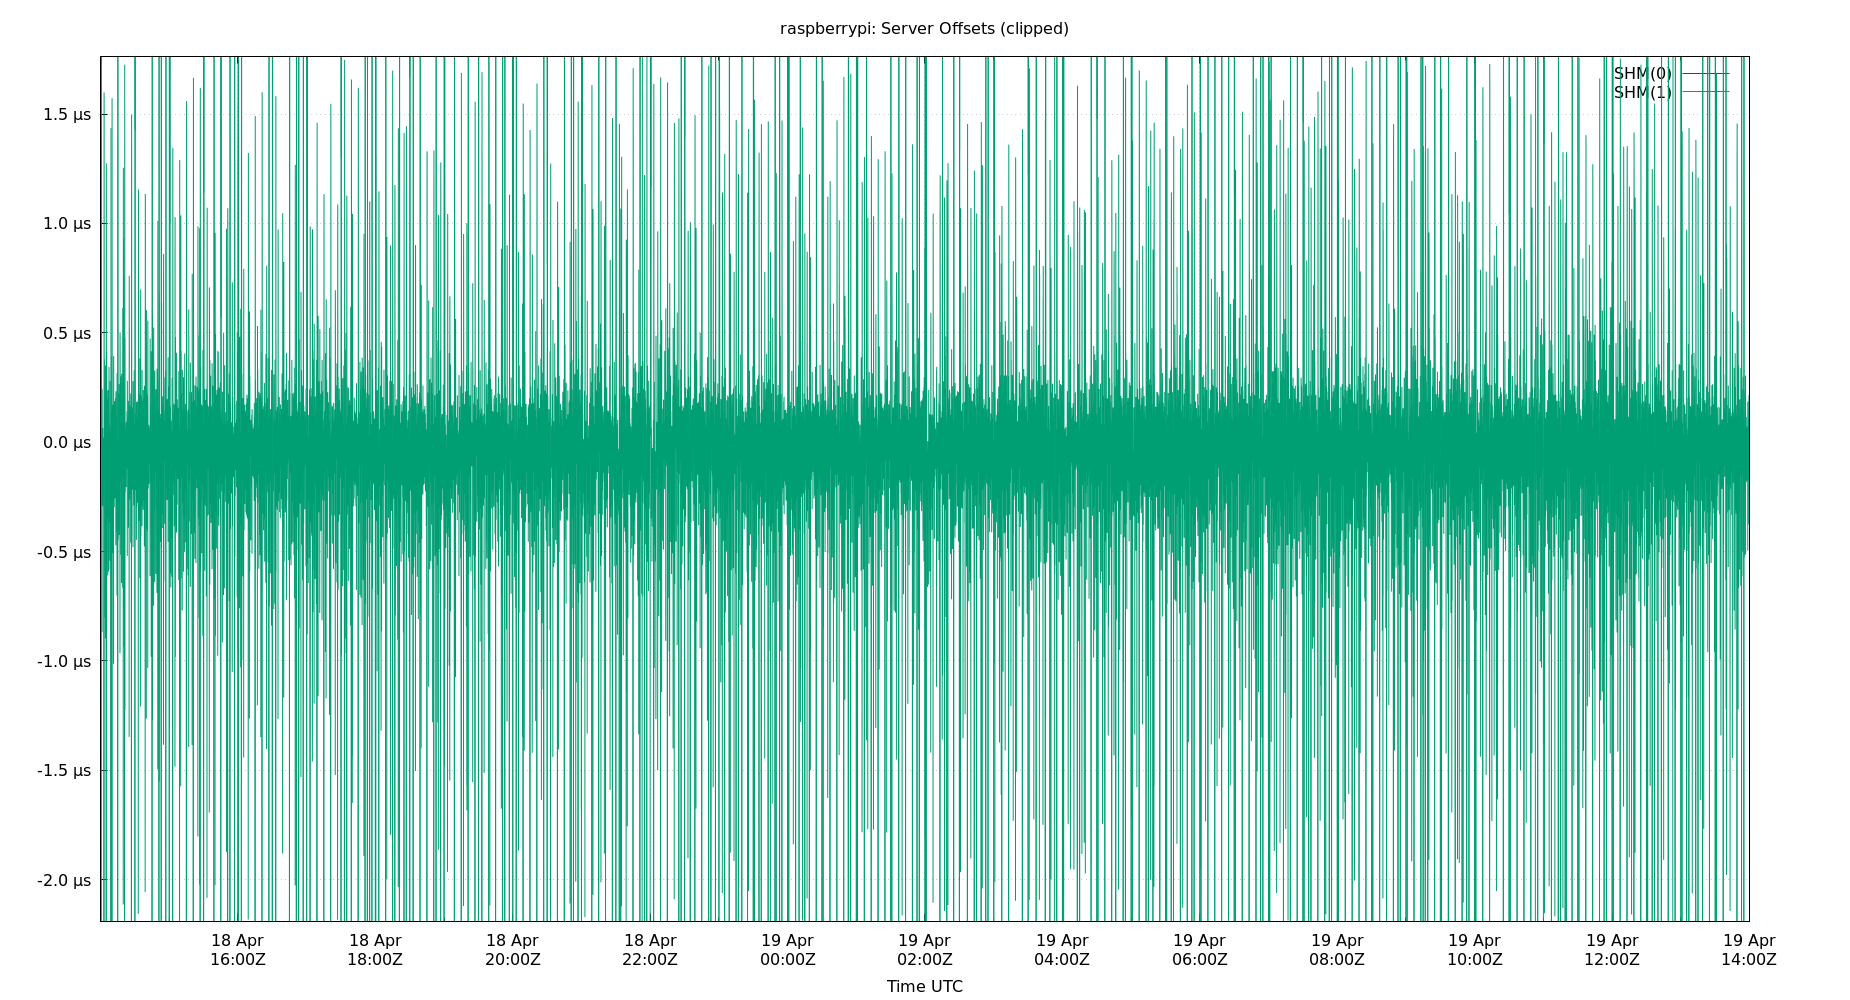 raspberrypi: Server Offsets (clipped)
SHM(0)
SHM(1)
1.5 µs
1.0 µs
0.5 µs
0.0 µs
-0.5 µs
-1.0 µs
-1.5 µs
-2.0 µs
18 Apr 18 Apr 18 Apr 18 Apr 19 Apr 19 Apr 19 Apr 19 Apr 19 Apr 19 Apr 19 Apr 19 Apr
16:00Z 18:00Z 20:00Z 22:00Z 00:00Z 02:00Z 04:00Z 06:00Z 08:00Z 10:00Z 12:00Z 14:00Z
Time UTC